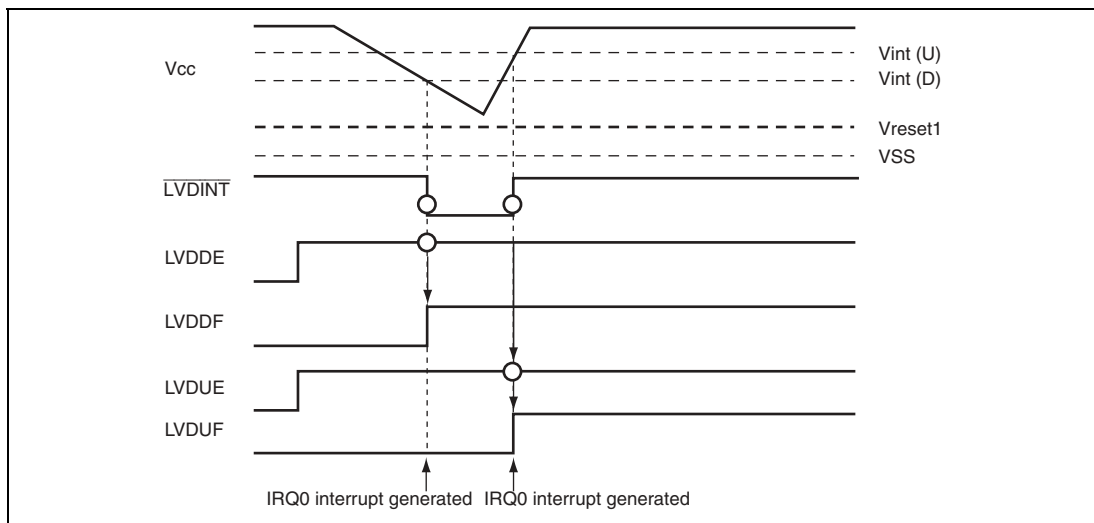 Vcc
Vint (U)
Vint (D)
Vreset1
VSS
LVDINT
LVDDE
LVDDF
LVDUE
LVDUF
IRQ0 interrupt generated IRQ0 interrupt generated